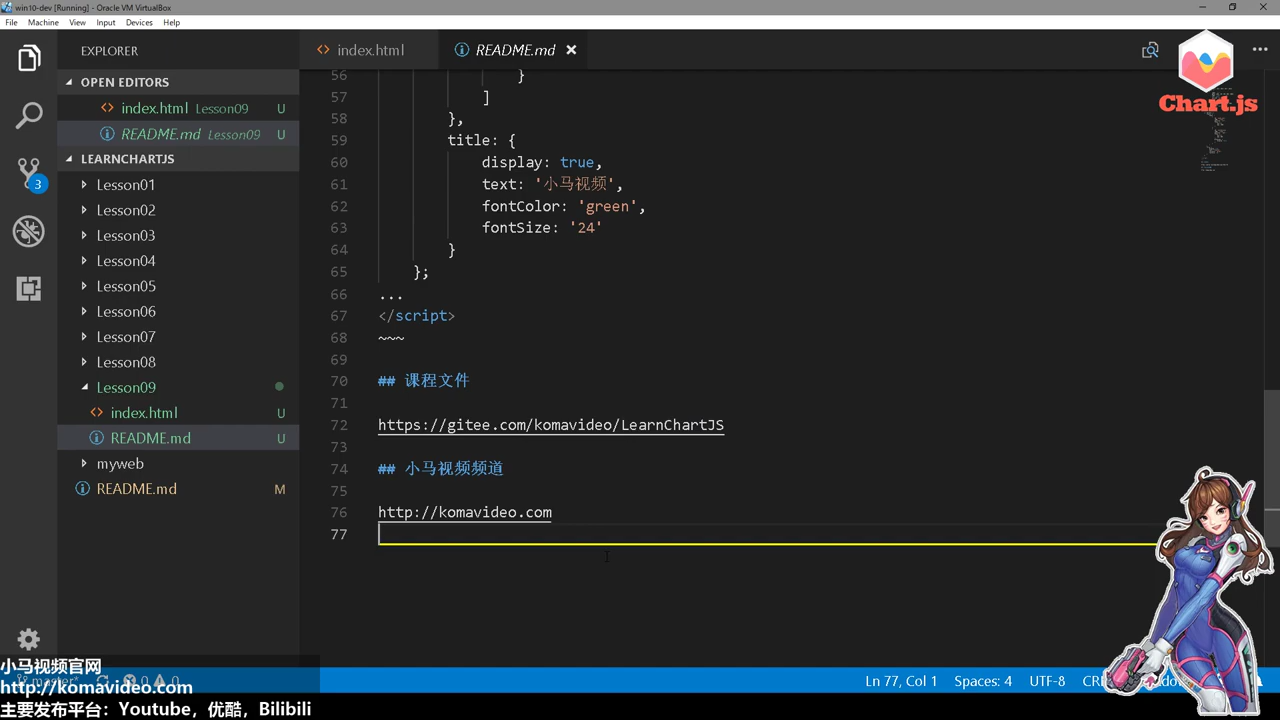 win10-dev [Running] - Oracle VM VirtualBox
File Machine View Input Devices Help
EXPLORER
index.html
README.md
OPEN EDITORS
index.html Lesson09 U
README.md Lesson09 U
LEARNCHARTJS
Lesson01
Lesson02
Lesson03
Lesson04
Lesson05
Lesson06
Lesson07
Lesson08
Lesson09
index.html U
README.md U
myweb
README.md M
3
56 }
57 ]
58 },
59 title: {
60 display: true,
61 text: '小马视频',
62 fontColor: 'green',
63 fontSize: '24'
64 }
65 };
66 ...
67 </script>
68 ~~~
69
70 ## 课程文件
71
72 https://gitee.com/komavideo/LearnChartJS
73
74 ## 小马视频频道
75
76 http://komavideo.com
77
Chart.js
小马视频官网
http://komavideo.com
主要发布平台：Youtube，优酷，Bilibili
master*
0 0
Ln 77, Col 1 Spaces: 4 UTF-8